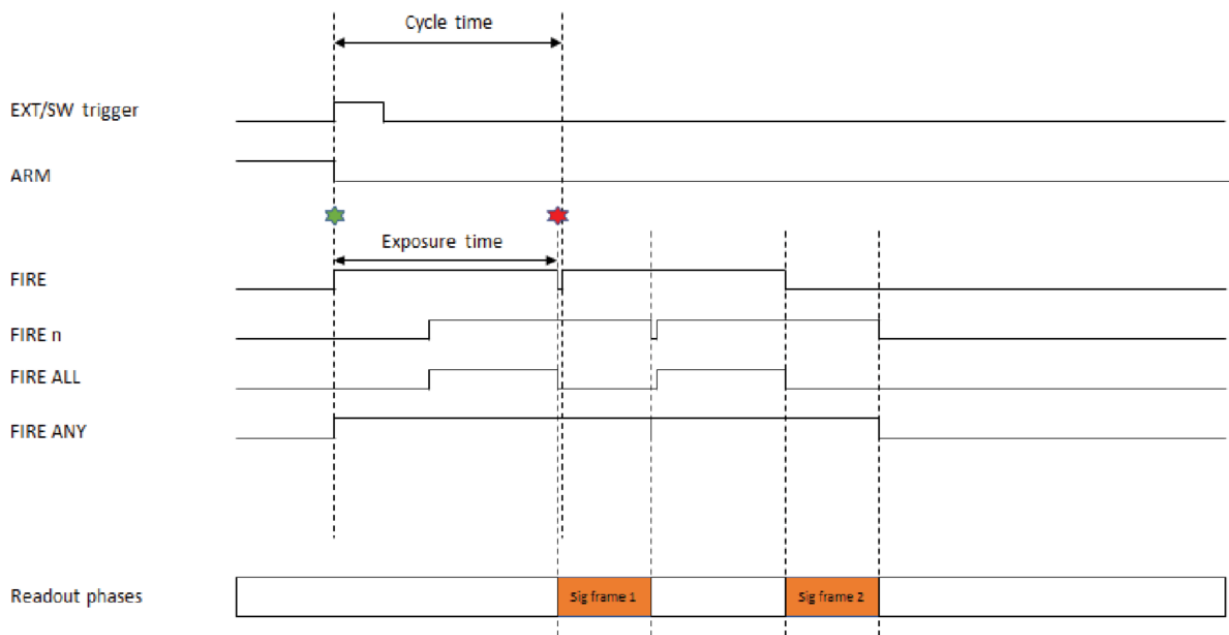 Cycle time
EXT/SW trigger
ARM
Exposure time
FIRE
FIRE n
FIRE ALL
FIRE ANY
Readout phases
Sig frame 1
Sig frame 2